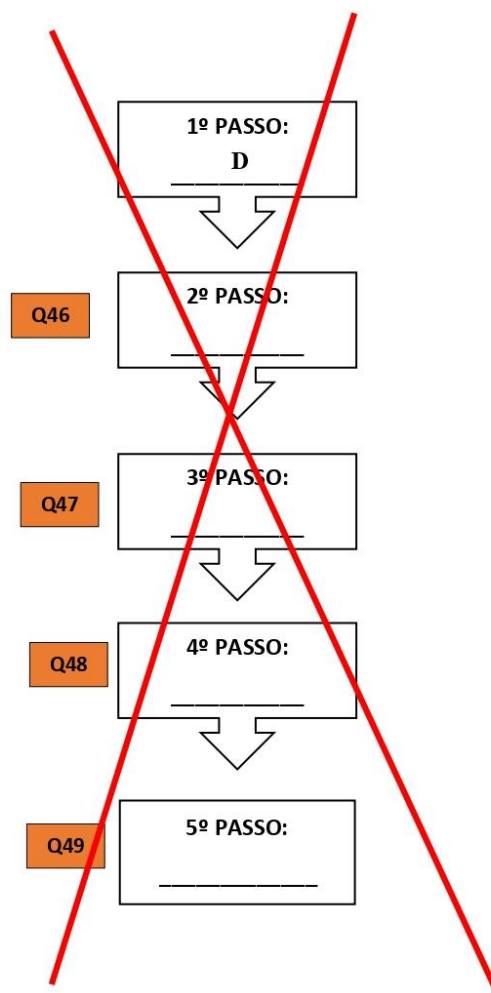 1º PASSO:
D
Q46
2º PASSO:
Q47
3º PASSO:
Q48
4º PASSO:
Q49
5º PASSO: